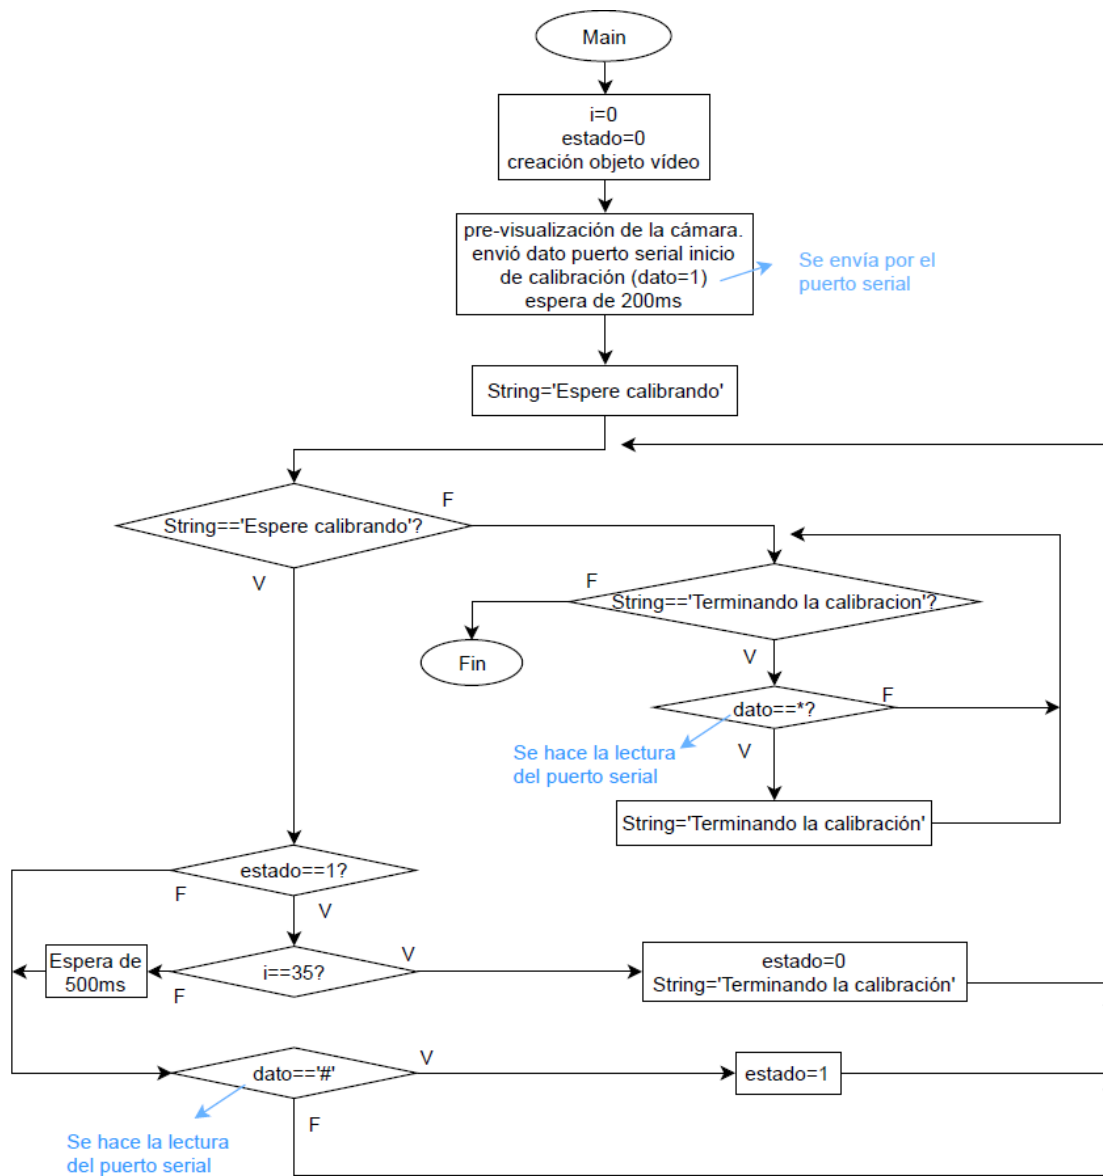 Main
i=0
estado=0
creación objeto vídeo
pre-visualización de la cámara.
envió dato puerto serial inicio
de calibración (dato=1)
espera de 200ms
Se envía por el
puerto serial
String='Espere calibrando'
String=='Espere calibrando'?
F
V
F
String=='Terminando la calibracion'?
Fin
V
dato==*?
F
Se hace la lectura
del puerto serial
V
String='Terminando la calibración'
estado==1?
F
V
Espera de
500ms
i==35?
V
F
estado=0
String='Terminando la calibración'
dato=='#'
V
estado=1
F
Se hace la lectura
del puerto serial